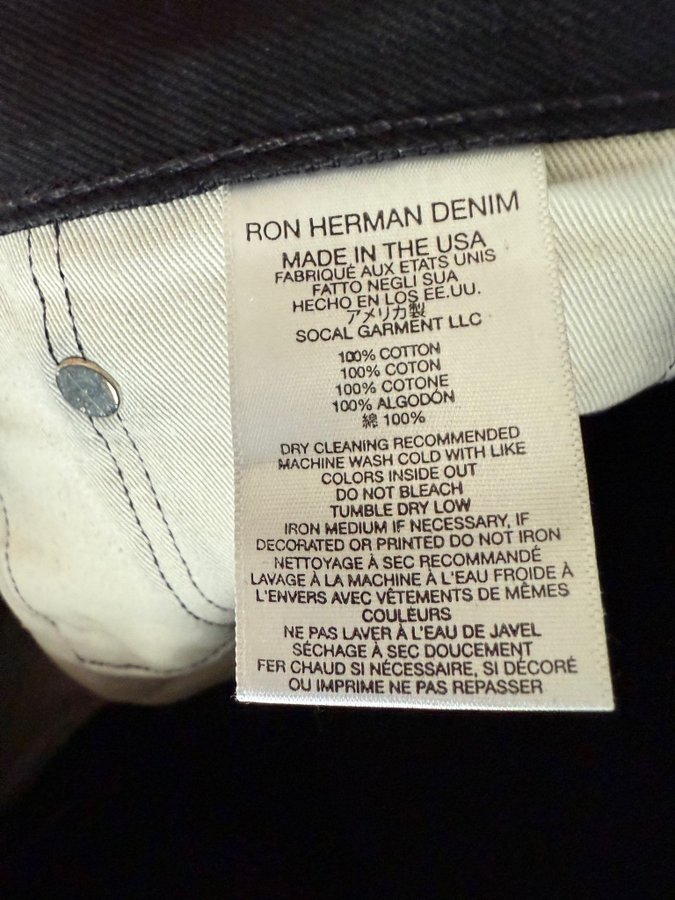 RON HERMAN DENIM
MADE IN THE USA
FABRIQUÉ AUX ETATS UNIS
FATTO NEGLI SUA
HECHO EN LOS EE.UU.
アメリカ製
SOCAL GARMENT LLC
100% COTTON
100% COTON
100% COTONE
100% ALGODÓN
綿 100%
DRY CLEANING RECOMMENDED
MACHINE WASH COLD WITH LIKE
COLORS INSIDE OUT
DO NOT BLEACH
TUMBLE DRY LOW
IRON MEDIUM IF NECESSARY, IF
DECORATED OR PRINTED DO NOT IRON
NETTOYAGE À SEC RECOMMANDÉ
LAVAGE À LA MACHINE À L'EAU FROIDE À
L'ENVERS AVEC VÊTEMENTS DE MÊMES
COULEURS
NE PAS LAVER À L'EAU DE JAVEL
SÉCHAGE À SEC DOUCEMENT
FER CHAUD SI NÉCESSAIRE, SI DÉCORÉ
OU IMPRIME NE PAS REPASSER